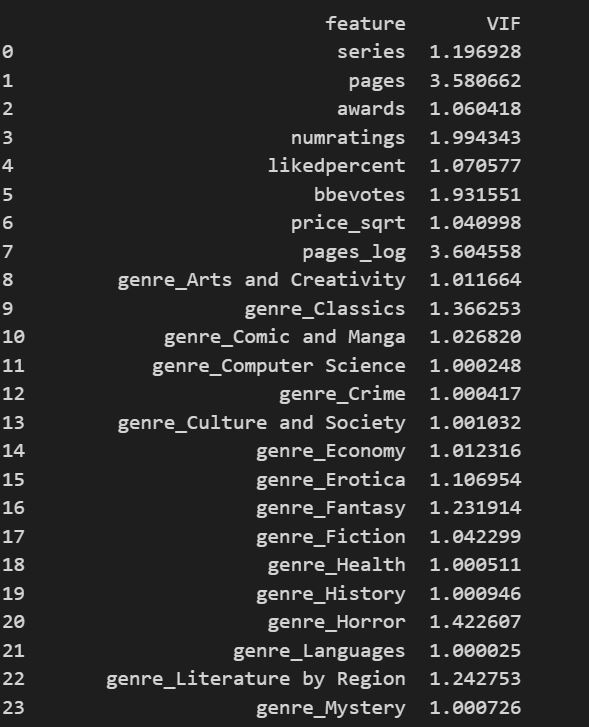 feature VIF
0 series 1.196928
1 pages 3.580662
2 awards 1.060418
3 numratings 1.994343
4 likedpercent 1.070577
5 bbevotes 1.931551
6 price_sqrt 1.040998
7 pages_log 3.604558
8 genre_Arts and Creativity 1.011664
9 genre_Classics 1.366253
10 genre_Comic and Manga 1.026820
11 genre_Computer Science 1.000248
12 genre_Crime 1.000417
13 genre_Culture and Society 1.001032
14 genre_Economy 1.012316
15 genre_Erotica 1.106954
16 genre_Fantasy 1.231914
17 genre_Fiction 1.042299
18 genre_Health 1.000511
19 genre_History 1.000946
20 genre_Horror 1.422607
21 genre_Languages 1.000025
22 genre_Literature by Region 1.242753
23 genre_Mystery 1.000726